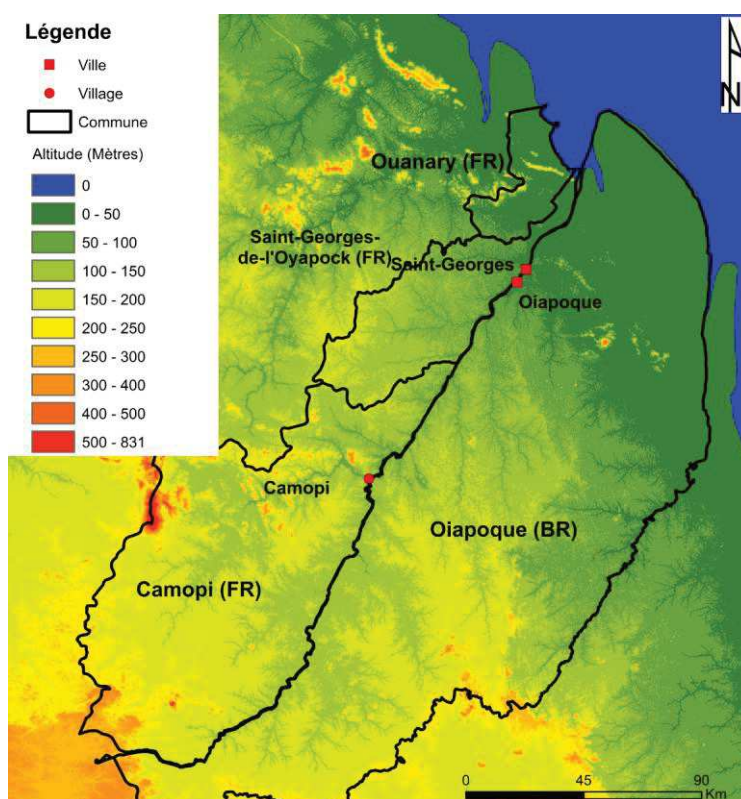 Légende
Ville
Village
Commune
Altitude (Mètres)
0
0 - 50
50 - 100
100 - 150
150 - 200
200 - 250
250 - 300
300 - 400
400 - 500
500 - 831
N
Ouanary (FR)
Saint-Georges-
de-l'Oyapock (FR)
Saint-Georges
Oiapoque
Camopi
Oiapoque (BR)
Camopi (FR)
0 45 90
Km